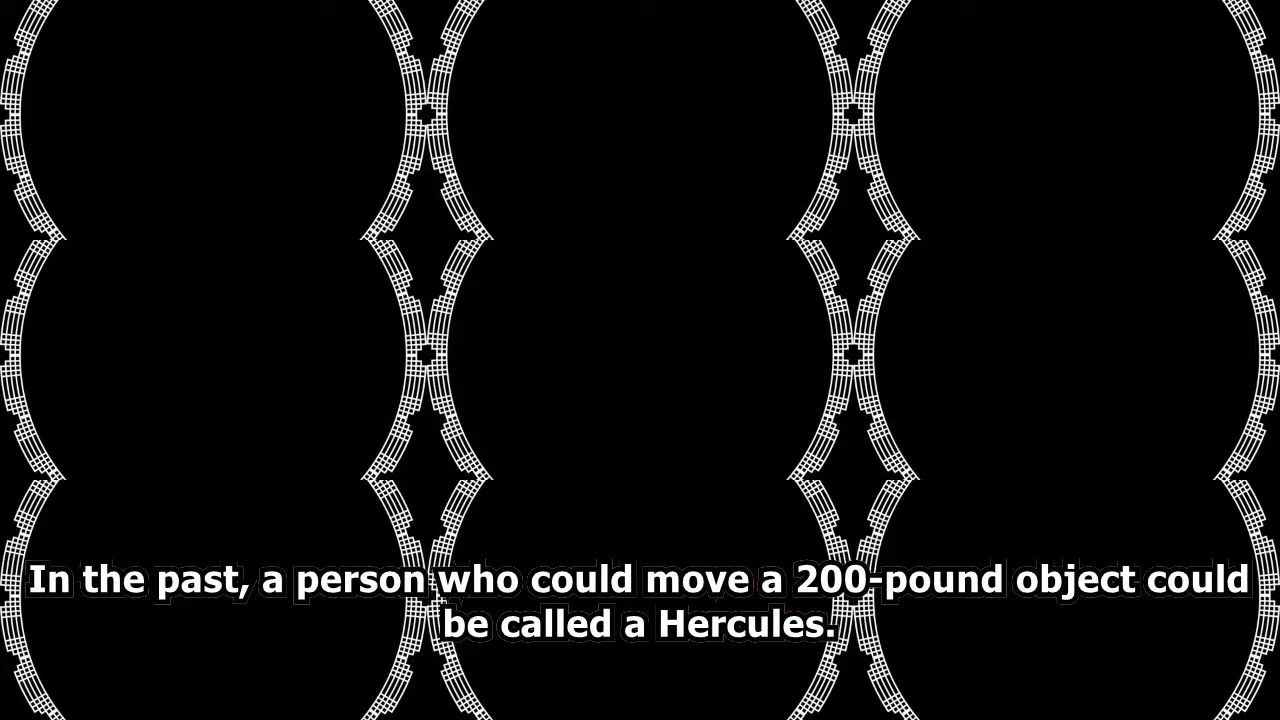 In the past, a person who could move a 200-pound object could
be called a Hercules.